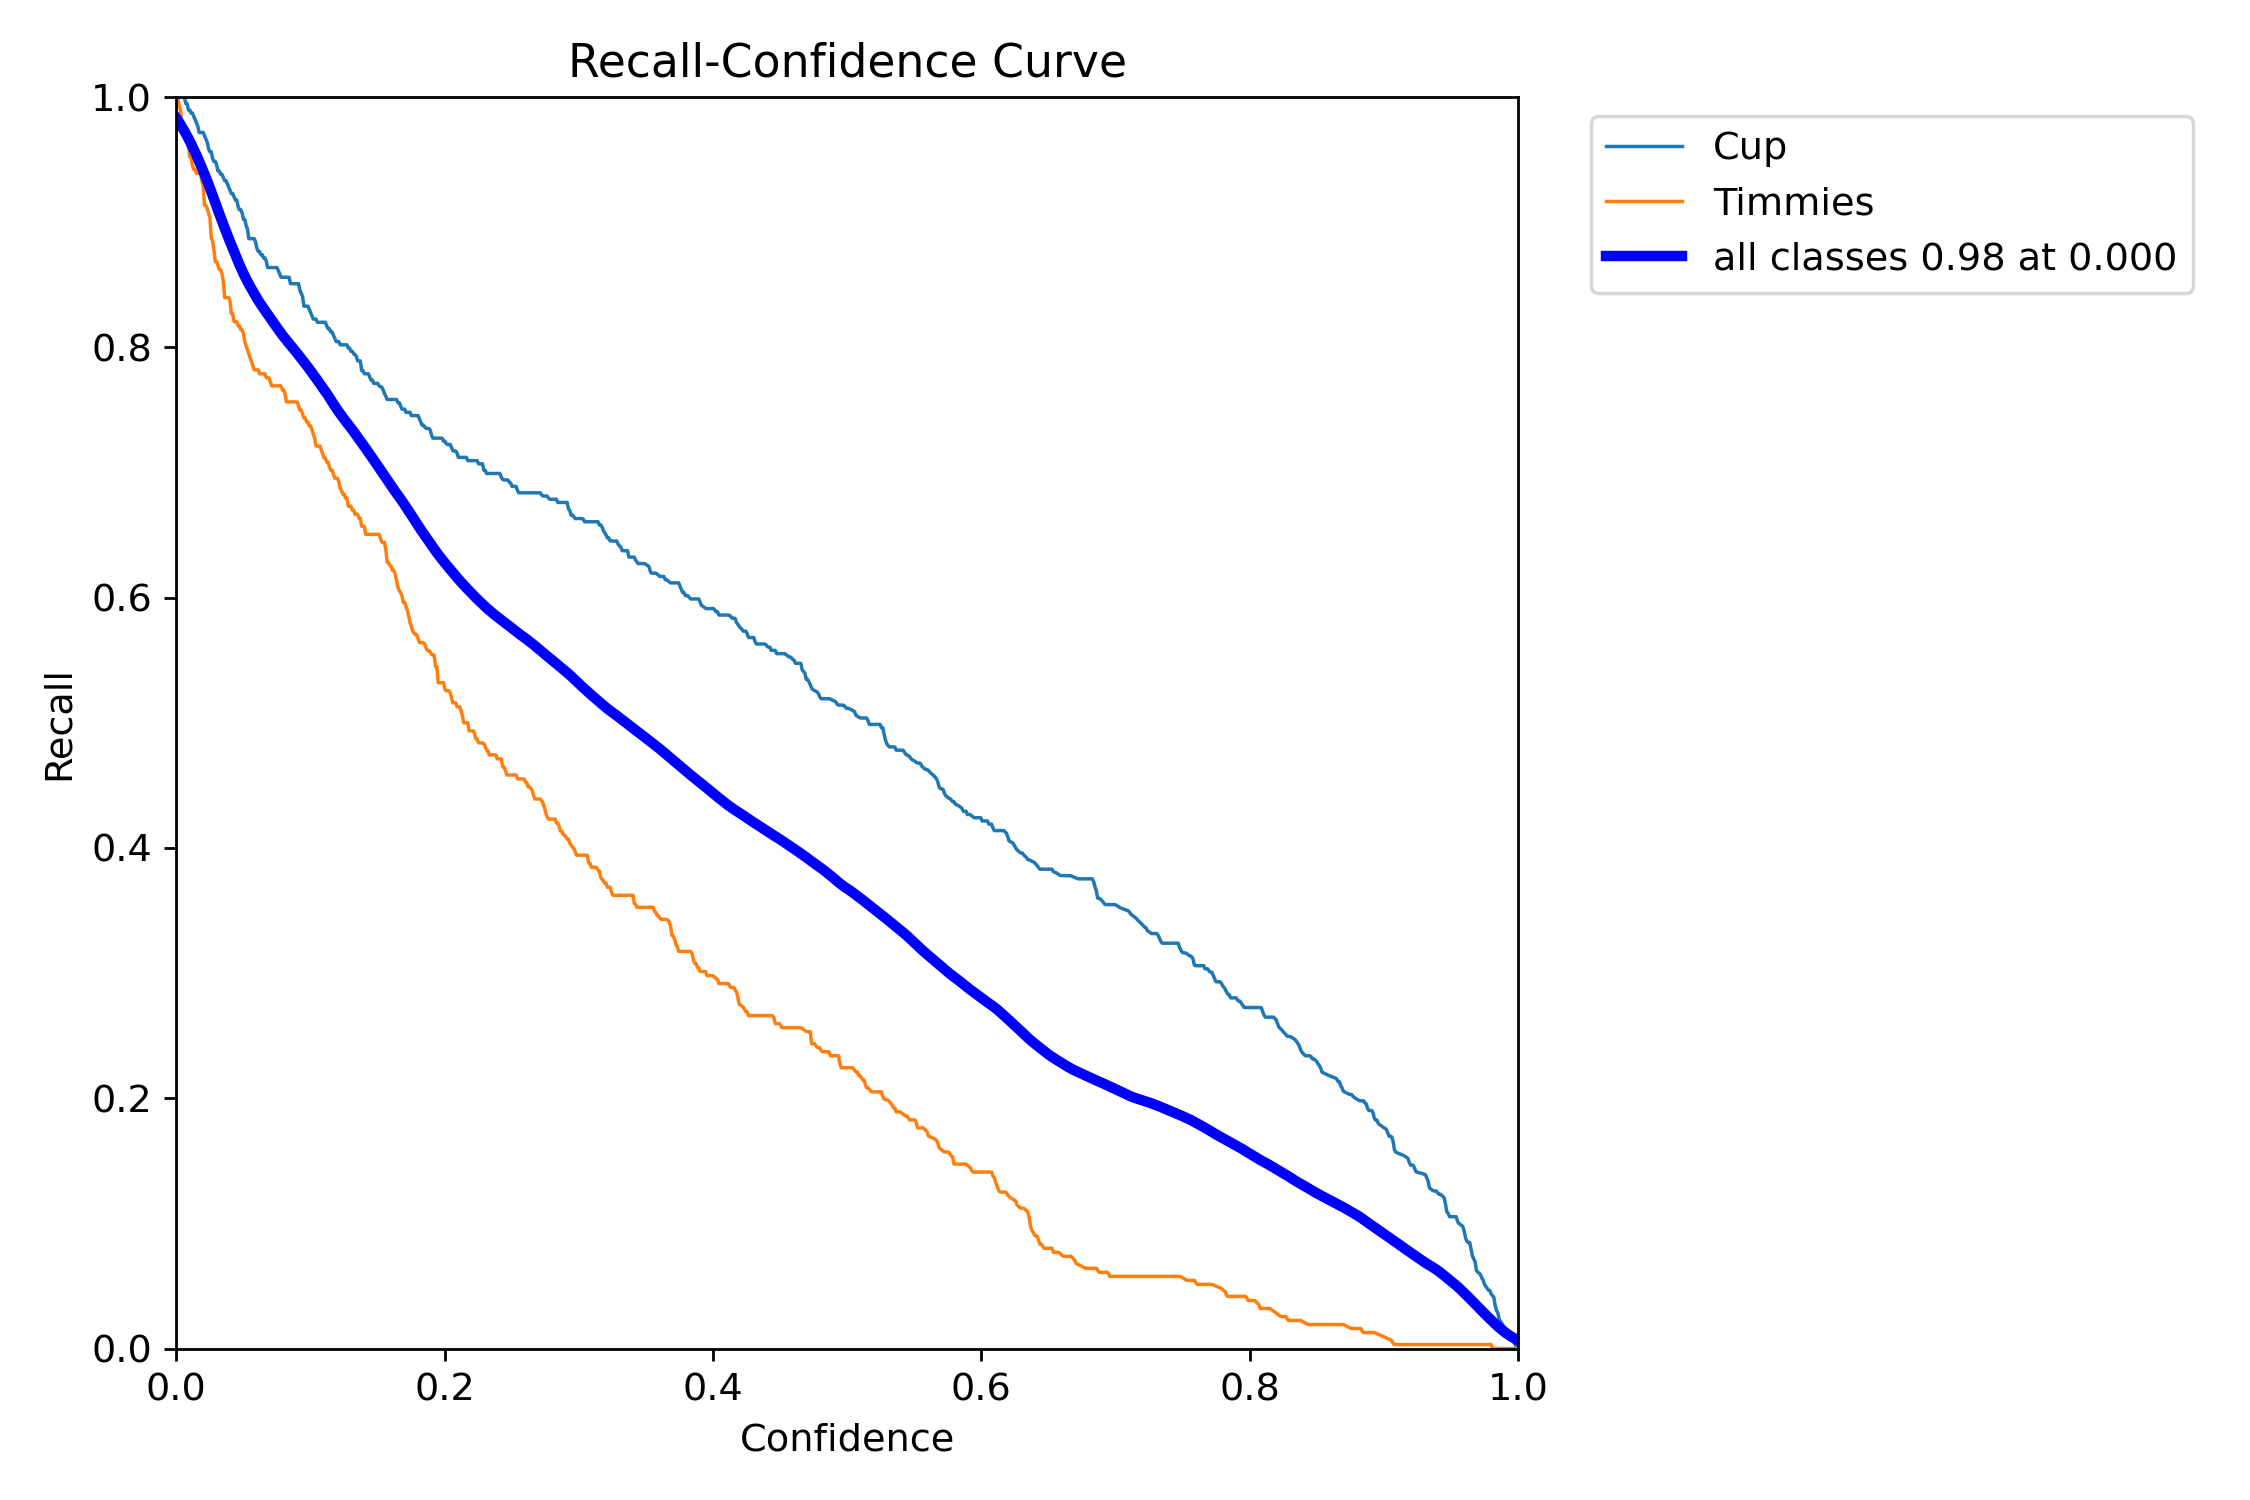 Recall-Confidence Curve
1.0
0.8
0.6
0.4
0.2
0.0
Recall
0.0 0.2 0.4 0.6 0.8 1.0
Confidence
Cup
Timmies
all classes 0.98 at 0.000